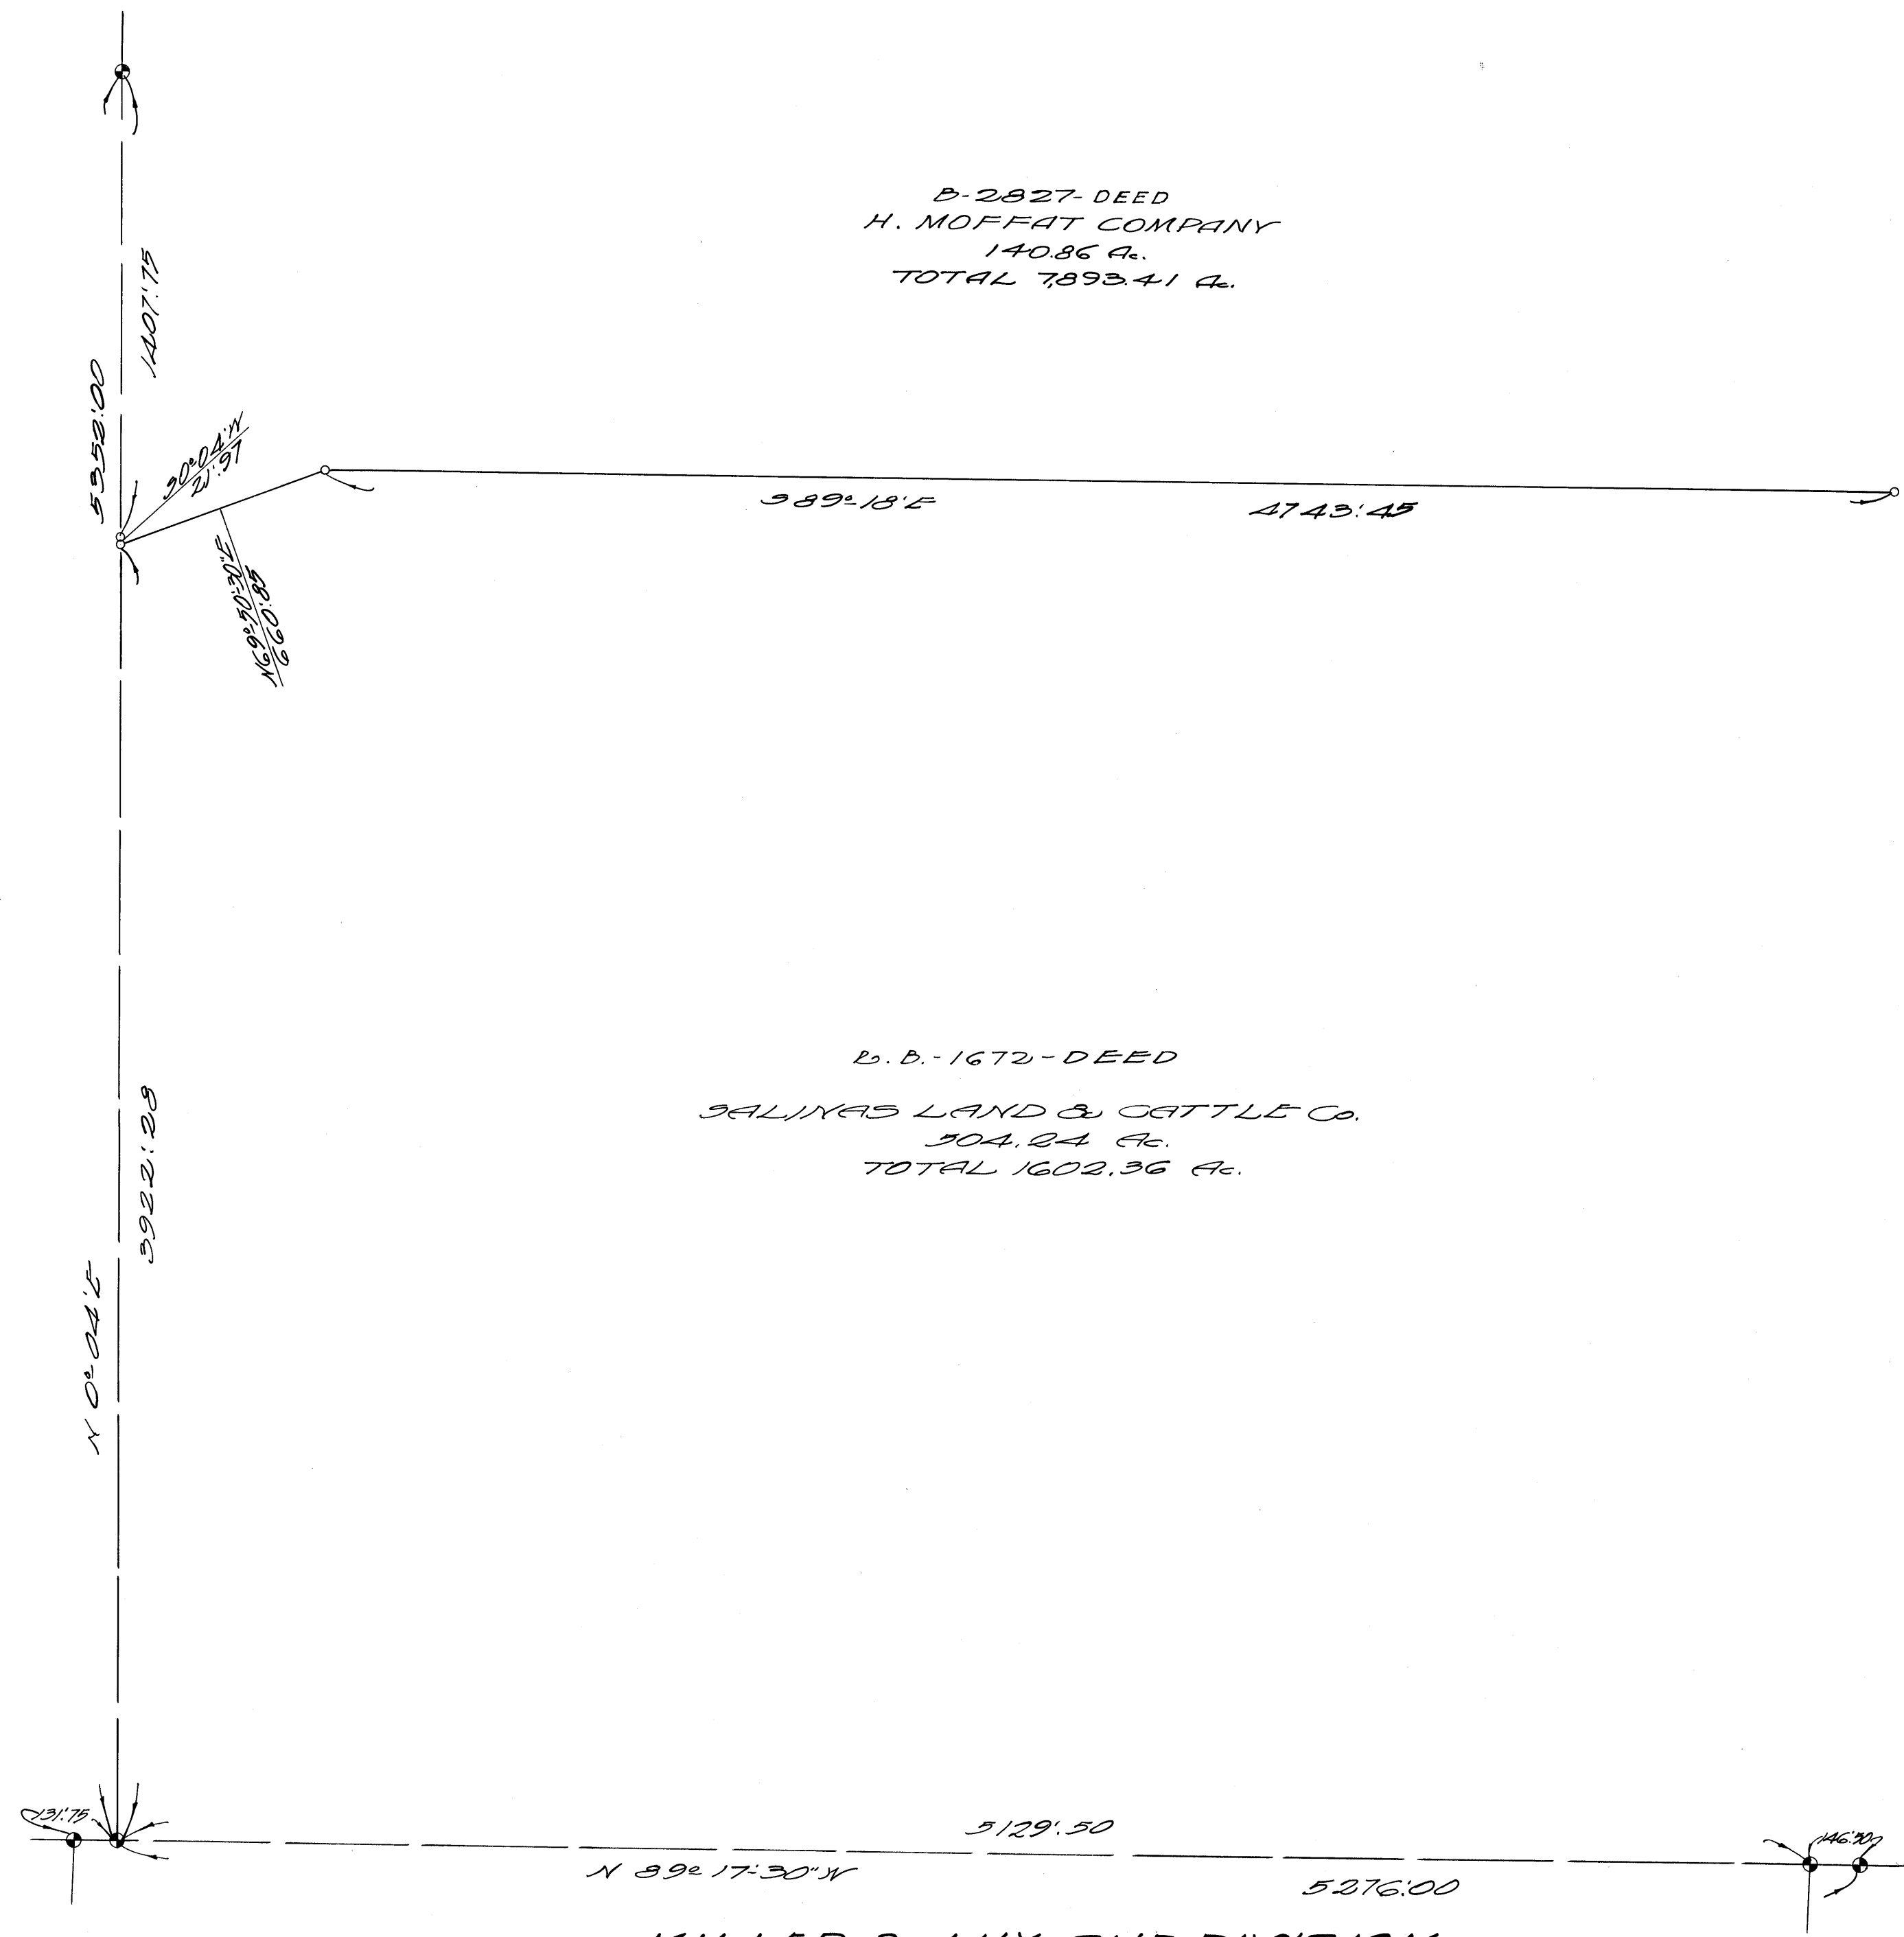 B-2827-DEED
H. MOFFAT COMPANY
140.86 Ac.
TOTAL 7,893.41 Ac.
1407.'75
5352.'00
S0°-04'W
21.'97
S89°-18'E
4743.'45
N69°-50'-30"E
660.'85
R.B.-1672-DEED
SALINAS LAND & CATTLE Co.
504.24 Ac.
TOTAL 1602.36 Ac.
3922.'28
N 0°-04'E
131.'75
5129.'50
146.'50
N 89° 17'-30"W
5276.'00